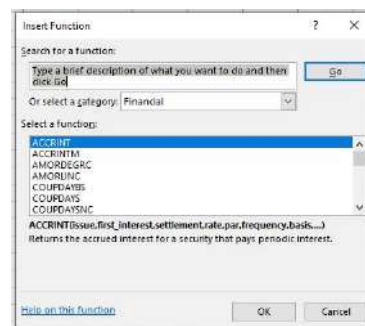 Insert Function ? X
Search for a function:
Type a brief description of what you want to do and then
click Go
Go
Or select a category: Financial
Select a function:
ACCRINT
ACCRINTM
AMORDEGRC
AMORLINC
COUPDAYBS
COUPDAYS
COUPDAYSNC
ACCRINT(issue,first_interest,settlement,rate,par,frequency,basis,...)
Returns the accrued interest for a security that pays periodic interest.
Help on this function
OK
Cancel